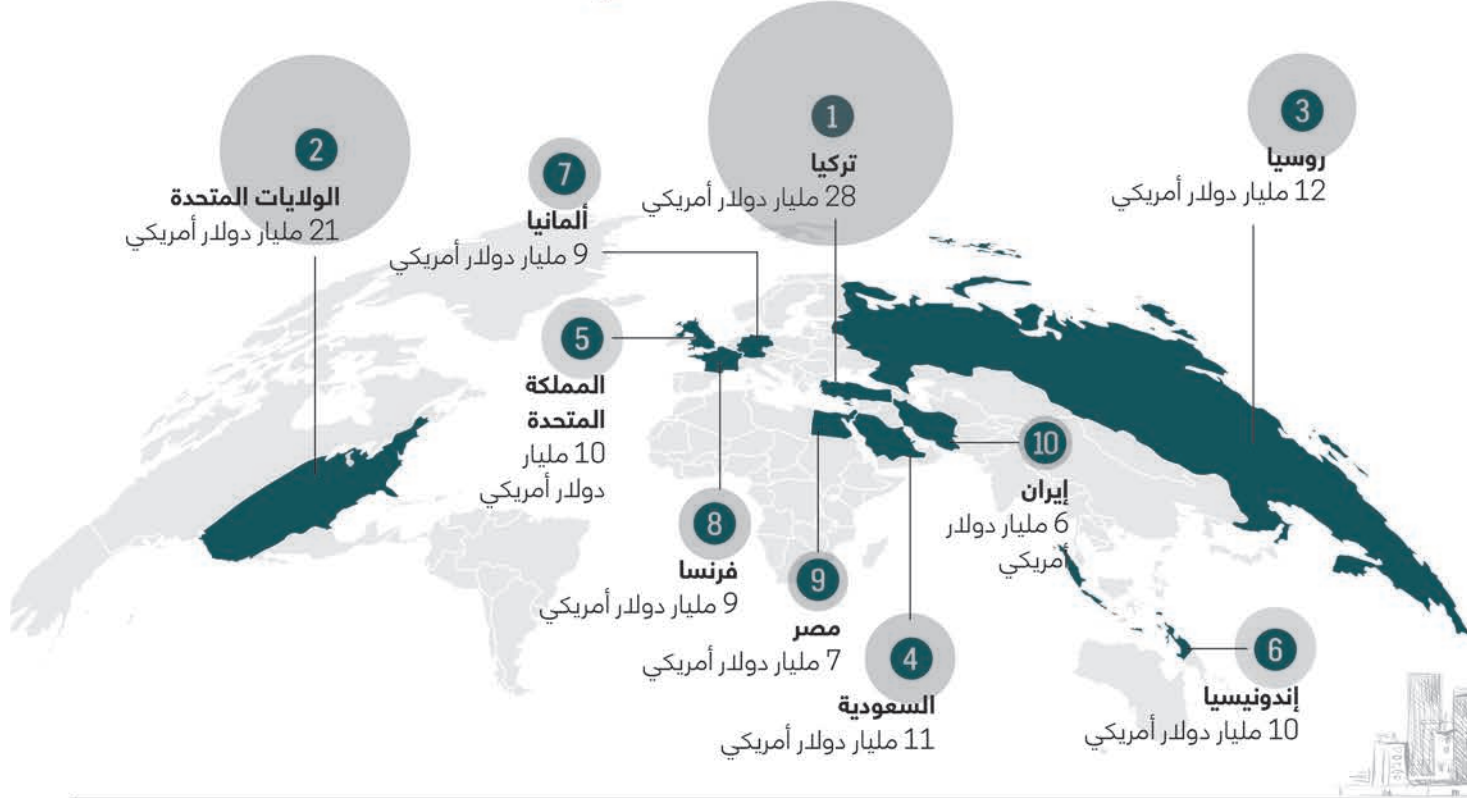 1
تركيا
28 مليار دولار أمريكي
2
الولايات المتحدة
21 مليار دولار أمريكي
3
روسيا
12 مليار دولار أمريكي
4
السعودية
11 مليار دولار أمريكي
5
المملكة
المتحدة
10 مليار
دولار أمريكي
6
إندونيسيا
10 مليار دولار أمريكي
7
ألمانيا
9 مليار دولار أمريكي
8
فرنسا
9 مليار دولار أمريكي
9
مصر
7 مليار دولار أمريكي
10
إيران
6 مليار دولار
أمريكي